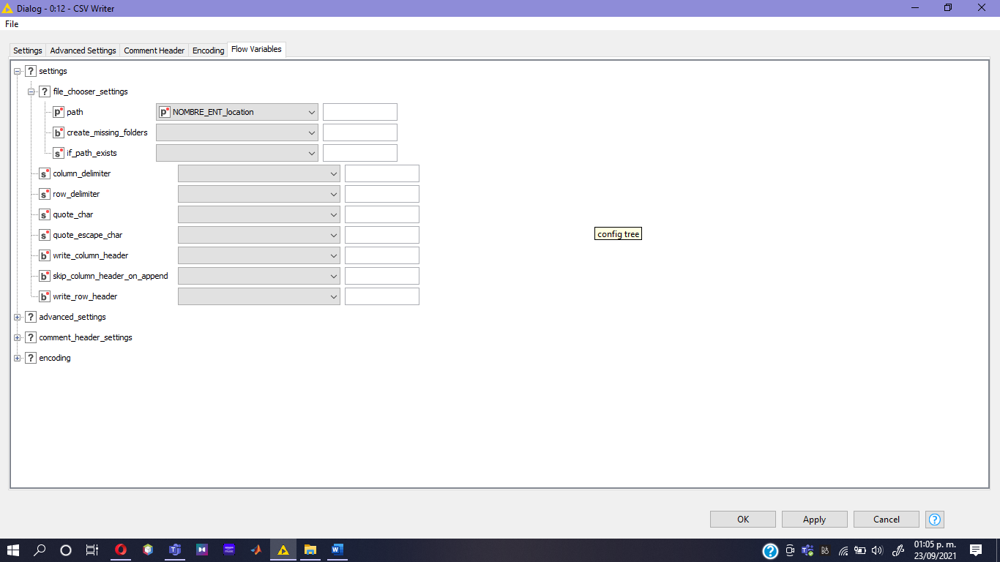 Dialog - 0:12 - CSV Writer
File
Settings Advanced Settings Comment Header Encoding Flow Variables
? settings
? file_chooser_settings
p path p NOMBRE_ENT_location
b create_missing_folders
s if_path_exists
s column_delimiter
s row_delimiter
s quote_char
s quote_escape_char
config tree
b write_column_header
b skip_column_header_on_append
b write_row_header
? advanced_settings
? comment_header_settings
? encoding
OK Apply Cancel ?
01:05 p. m.
23/09/2021